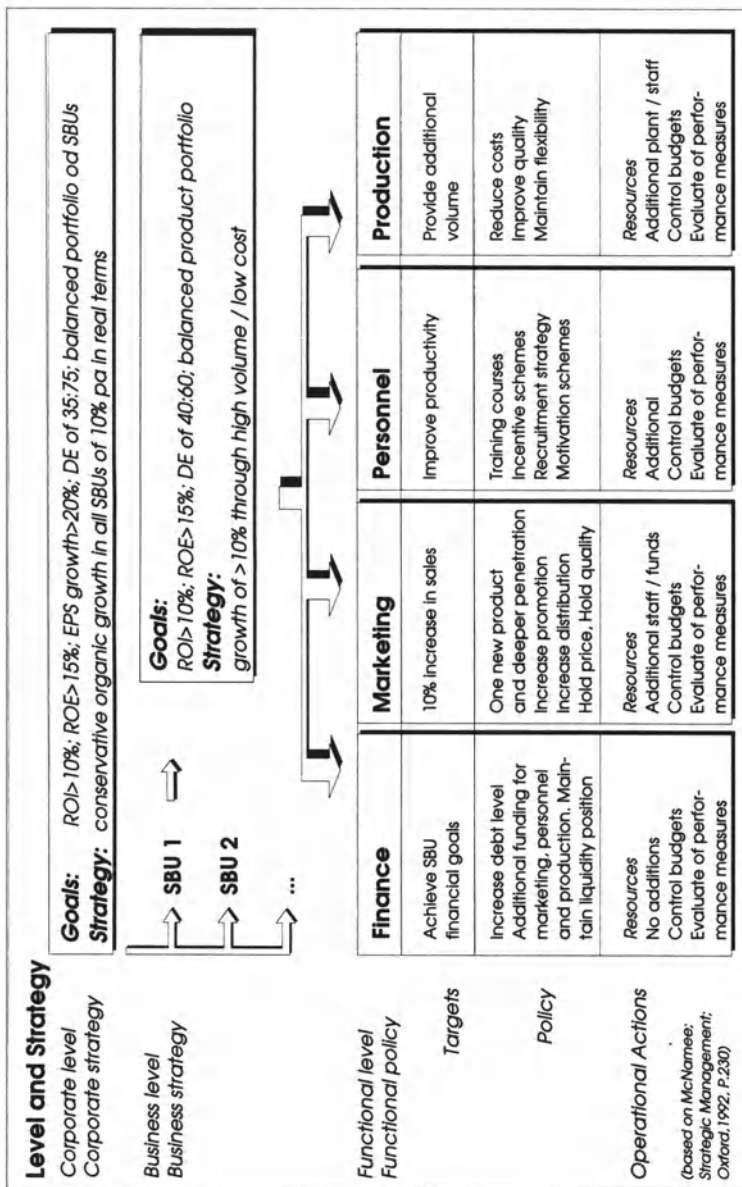 Level and Strategy
Corporate level
Corporate strategy
Goals: ROI>10%; ROE>15%; EPS growth>20%; DE of 35:75; balanced portfolio od SBUs
Strategy: conservative organic growth in all SBUs of 10% pa in real terms
Business level
Business strategy
SBU 1
SBU 2
...
Goals:
ROI>10%; ROE>15%; DE of 40:60; balanced product portfolio
Strategy:
growth of >10% through high volume / low cost
Functional level
Functional policy
Finance
Marketing
Personnel
Production
Targets
Achieve SBU
financial goals
10% increase in sales
Improve productivity
Provide additional
volume
Policy
Increase debt level
Additional funding for
marketing, personnel
and production. Main-
tain liquidity position
One new product
and deeper penetration
Increase promotion
Increase distribution
Hold price, Hold quality
Training courses
Incentive schemes
Recruitment strategy
Motivation schemes
Reduce costs
Improve quality
Maintain flexibility
Operational Actions
Resources
No additions
Control budgets
Evaluate of perfor-
mance measures
Resources
Additional staff / funds
Control budgets
Evaluate of perfor-
mance measures
Resources
Additional
Control budgets
Evaluate of perfor-
mance measures
Resources
Additional plant / staff
Control budgets
Evaluate of perfor-
mance measures
(based on McNamee:
Strategic Management;
Oxford.1992, P.230)